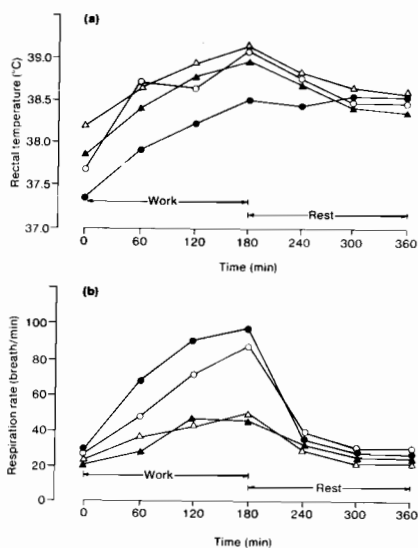 (a)
Rectal temperature (°C)
39.0
38.5
38.0
37.5
37.0
Work
Rest
0 60 120 180 240 300 360
Time (min)
(b)
Respiration rate (breath/min)
100
80
60
40
20
0
Work
Rest
0 60 120 180 240 300 360
Time (min)